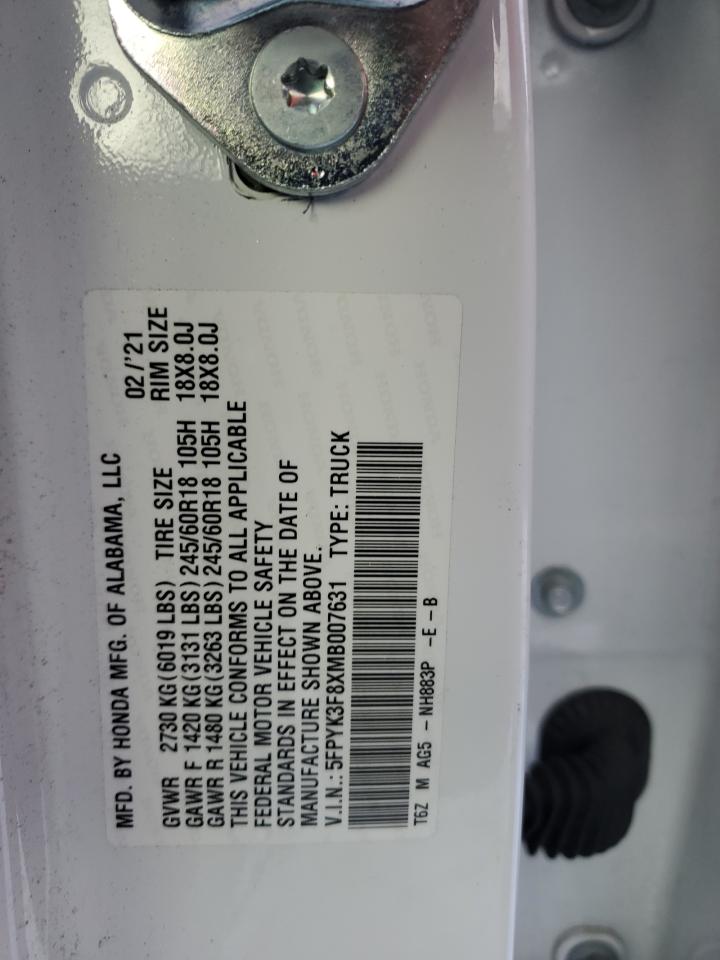 MFD. BY HONDA MFG. OF ALABAMA, LLC 02/'21
GVWR 2730 KG(6019 LBS) TIRE SIZE RIM SIZE
GAWR F 1420 KG(3131 LBS)245/60R18 105H 18X8.0J
GAWR R 1480 KG(3263 LBS)245/60R18 105H 18X8.0J
THIS VEHICLE CONFORMS TO ALL APPLICABLE
FEDERAL MOTOR VEHICLE SAFETY
STANDARDS IN EFFECT ON THE DATE OF
MANUFACTURE SHOWN ABOVE.
V.I.N.:5FPYK3F8XMB007631 TYPE: TRUCK
T6Z M AG5 -NH883P -E-B
HONDA